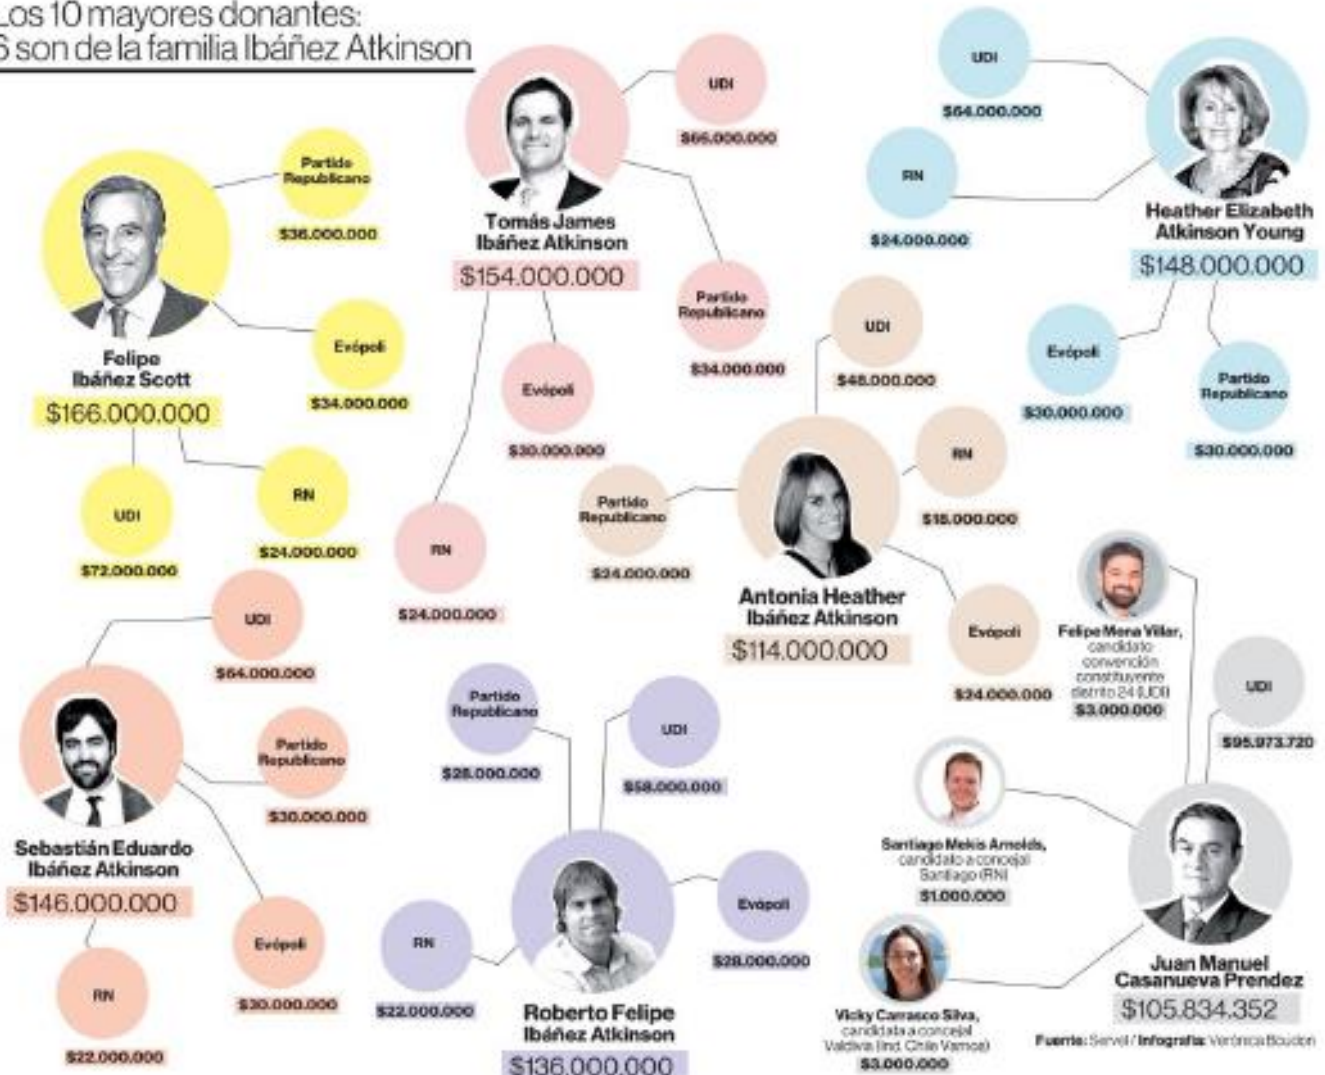 Los 10 mayores donantes:
6 son de la familia Ibáñez Atkinson
Felipe
Ibáñez Scott
$166.000.000
Partido
Republicano
$36.000.000
Evópoli
$34.000.000
RN
$24.000.000
UDI
$72.000.000
Tomás James
Ibáñez Atkinson
$154.000.000
UDI
$66.000.000
Partido
Republicano
$34.000.000
Evópoli
$30.000.000
RN
$24.000.000
Heather Elizabeth
Atkinson Young
$148.000.000
UDI
$64.000.000
RN
$24.000.000
Evópoli
$30.000.000
Partido
Republicano
$30.000.000
Antonia Heather
Ibáñez Atkinson
$114.000.000
UDI
$48.000.000
RN
$18.000.000
Partido
Republicano
$24.000.000
Evópoli
$24.000.000
Sebastián Eduardo
Ibáñez Atkinson
$146.000.000
UDI
$64.000.000
Partido
Republicano
$30.000.000
Evópoli
$30.000.000
RN
$22.000.000
Roberto Felipe
Ibáñez Atkinson
$136.000.000
Partido
Republicano
$28.000.000
UDI
$58.000.000
Evópoli
$28.000.000
RN
$22.000.000
Juan Manuel
Casanueva Prendez
$105.834.352
Felipe Mena Villar,
candidato
convención
constituyente
distrito 24 (UDI)
$3.000.000
UDI
$95.973.720
Santiago Mekis Arnolds,
candidato a concejal
Santiago (RN)
$1.000.000
Vicky Carrasco Silva,
candidata a concejal
Valdivia (Ind. Chile Vamos)
$3.000.000
Fuente: Servel / Infografía: Verónica Boudon